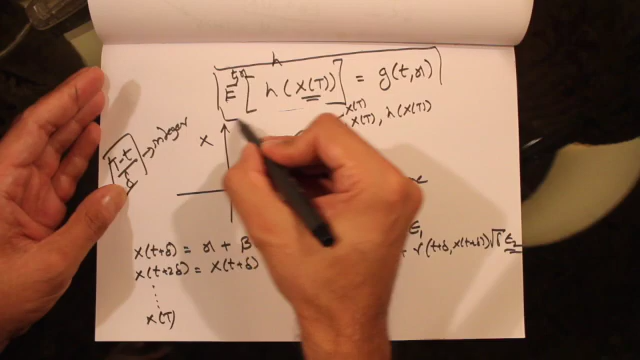 h
E^{t,x} [ h(X(T)) ] = g(t,x)
X(T)
X(T), h(X(T))
X
T-t
δ
→ integer
X(t+δ) = x + β
ε₁
X(t+2δ) = X(t+δ)
+ γ(t+δ, X(t+δ))√δ ε₂
⋮
X(T)